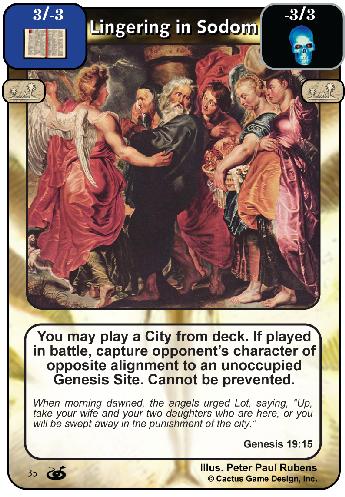 3/-3
Lingering in Sodom
-3/3
You may play a City from deck. If played
in battle, capture opponent's character of
opposite alignment to an unoccupied
Genesis Site. Cannot be prevented.
When morning dawned, the angels urged Lot, saying, "Up,
take your wife and your two daughters who are here, or you
will be swept away in the punishment of the city."
Genesis 19:15
Illus. Peter Paul Rubens
© Cactus Game Design, Inc.